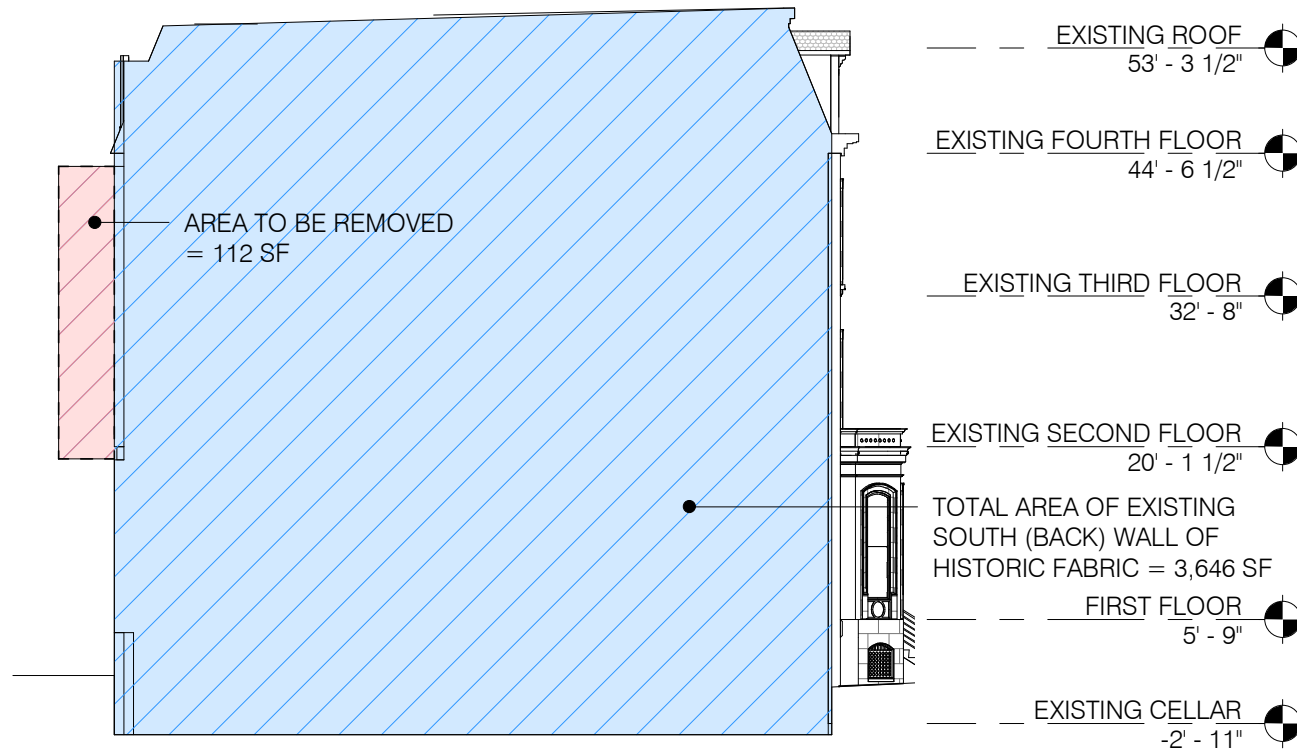 EXISTING ROOF
53' - 3 1/2"
EXISTING FOURTH FLOOR
44' - 6 1/2"
AREA TO BE REMOVED
= 112 SF
EXISTING THIRD FLOOR
32' - 8"
EXISTING SECOND FLOOR
20' - 1 1/2"
TOTAL AREA OF EXISTING
SOUTH (BACK) WALL OF
HISTORIC FABRIC = 3,646 SF
FIRST FLOOR
5' - 9"
EXISTING CELLAR
-2' - 11"